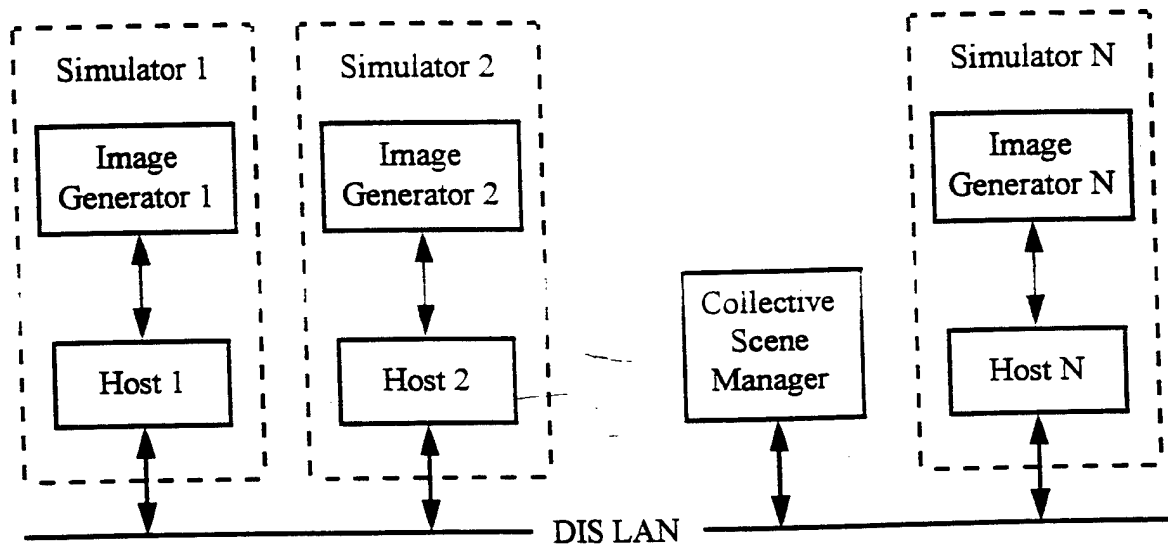 Simulator 1
Image
Generator 1
Host 1
Simulator 2
Image
Generator 2
Host 2
Collective
Scene
Manager
Simulator N
Image
Generator N
Host N
DIS LAN